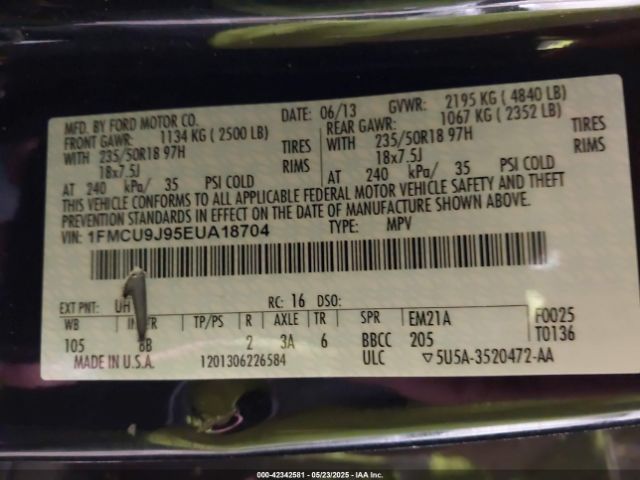 MFD. BY FORD MOTOR CO. DATE: 06/13 GVWR: 2195 KG ( 4840 LB)
FRONT GAWR: 1134 KG ( 2500 LB) REAR GAWR: 1067 KG ( 2352 LB)
WITH 235/50R18 97H TIRES WITH 235/50R18 97H TIRES
18x7.5J RIMS 18x7.5J RIMS
AT 240 kPa/ 35 PSI COLD AT 240 kPa/ 35 PSI COLD
THIS VEHICLE CONFORMS TO ALL APPLICABLE FEDERAL MOTOR VEHICLE SAFETY AND THEFT
PREVENTION STANDARDS IN EFFECT ON THE DATE OF MANUFACTURE SHOWN ABOVE.
VIN: 1FMCU9J95EUA18704 TYPE: MPV
EXT PNT: UH RC: 16 DSO:
WB TP/PS R AXLE TR SPR EM21A F0025
105 2 3A 6 BBCC 205 T0136
MADE IN U.S.A. 1201306226584 ULC ▽5U5A-3520472-AA
000-42342581 - 05/23/2025 - IAA Inc.